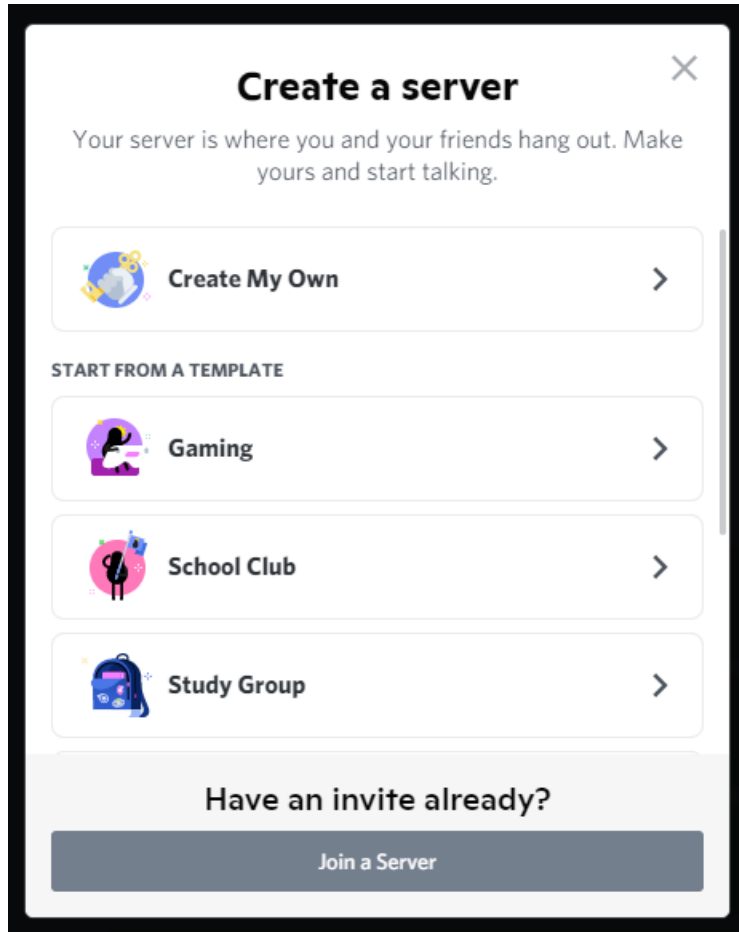 Create a server
Your server is where you and your friends hang out. Make
yours and start talking.
Create My Own
START FROM A TEMPLATE
Gaming
School Club
Study Group
Have an invite already?
Join a Server